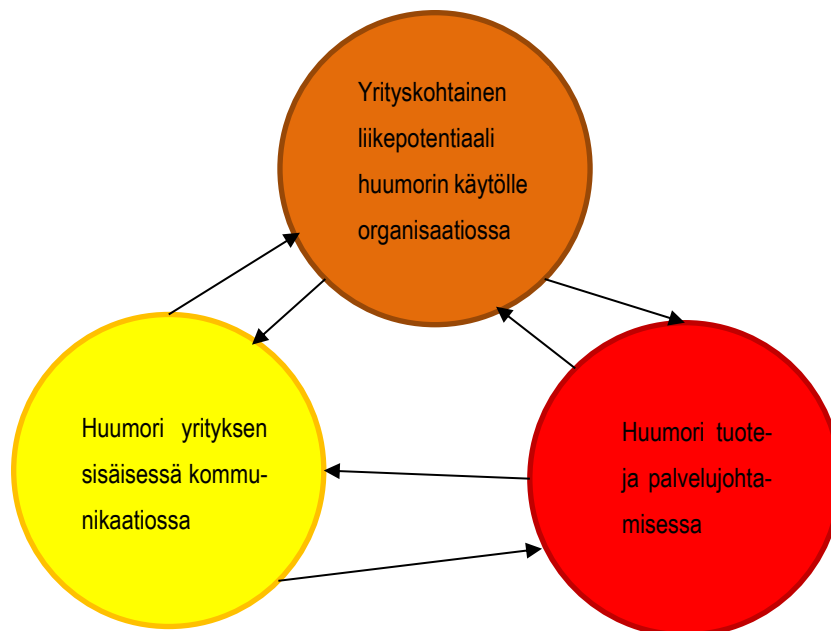 Yrityskohtainen
liikepotentiaali
huumorin käytölle
organisaatiossa
Huumori yrityksen
sisäisessä kommu-
nikaatiossa
Huumori tuote-
ja palvelujohta-
misessa